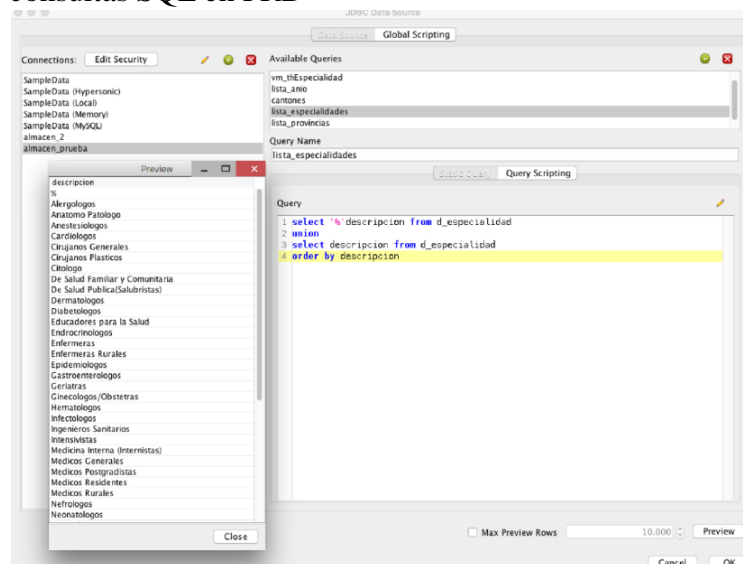 consultas SQL en PRD
JDBC Data Source
Data Source Global Scripting
Connections: Edit Security
SampleData
SampleData (Hypersonic)
SampleData (Local)
SampleData (Memory)
SampleData (MySQL)
almacen_2
almacen_prueba
Available Queries
vm_thEspecialidad
lista_anio
cantones
lista_especialidades
lista_provincias
Query Name
lista_especialidades
Static Query Query Scripting
Query
1 select '%'descripcion from d_especialidad
2 union
3 select descripcion from d_especialidad
4 order by descripcion
Preview
descripcion
%
Alergologos
Anatomo Patologo
Anestesiologos
Cardiologos
Cirujanos Generales
Cirujanos Plasticos
Citologo
De Salud Familiar y Comunitaria
De Salud Publica(Salubristas)
Dermatologos
Diabetologos
Educadores para la Salud
Endrocrinologos
Enfermeras
Enfermeras Rurales
Epidemiologos
Gastroenterologos
Geriatras
Ginecologos/Obstetras
Hematologos
Infectologos
Ingenieros Sanitarios
Intensivistas
Medicina Interna (Internistas)
Medicos Generales
Medicos Postgradistas
Medicos Residentes
Medicos Rurales
Nefrologos
Neonatologos
Close
Max Preview Rows 10.000 Preview
Cancel OK